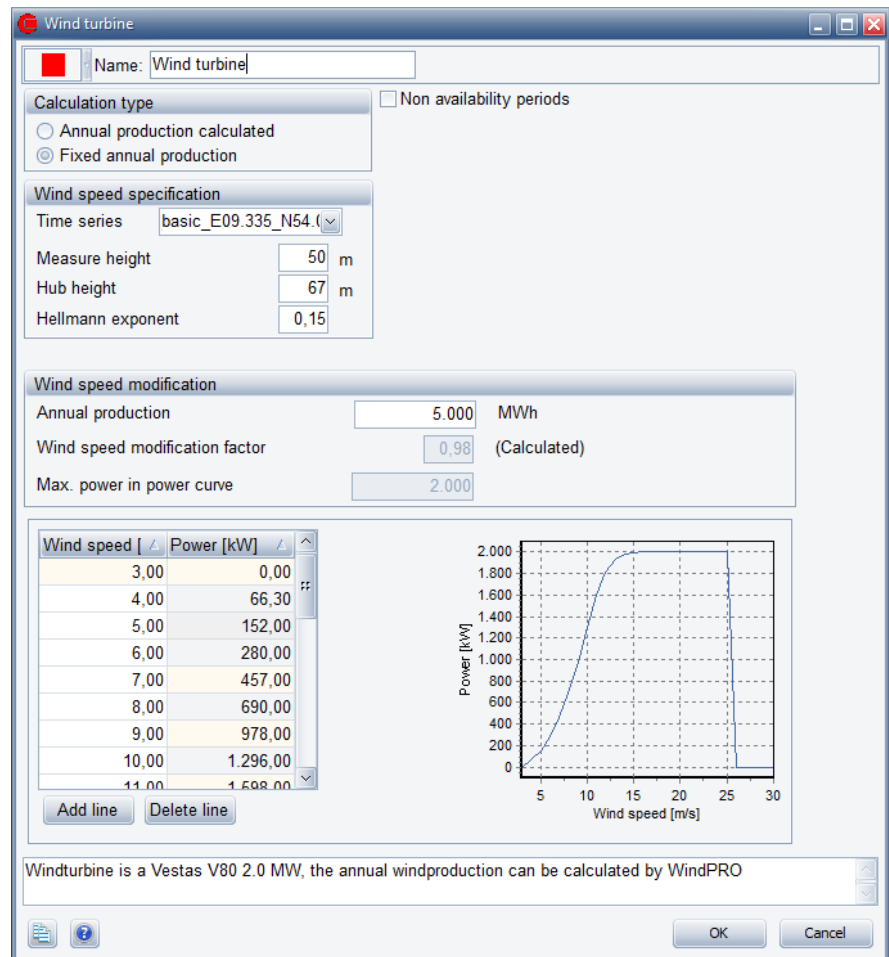 Wind turbine
Name: Wind turbine
Calculation type
Non availability periods
Annual production calculated
Fixed annual production
Wind speed specification
Time series basic_E09.335_N54.(
Measure height 50 m
Hub height 67 m
Hellmann exponent 0,15
Wind speed modification
Annual production 5.000 MWh
Wind speed modification factor 0,98 (Calculated)
Max. power in power curve 2.000
Wind speed [ Power [kW]
3,00 0,00
4,00 66,30
5,00 152,00
6,00 280,00
7,00 457,00
8,00 690,00
9,00 978,00
10,00 1.296,00
11,00 1.598,00
Add line Delete line
2.000
1.800
1.600
1.400
1.200
1.000
800
600
400
200
0
Power [kW]
5 10 15 20 25 30
Wind speed [m/s]
Windturbine is a Vestas V80 2.0 MW, the annual windproduction can be calculated by WindPRO
OK Cancel